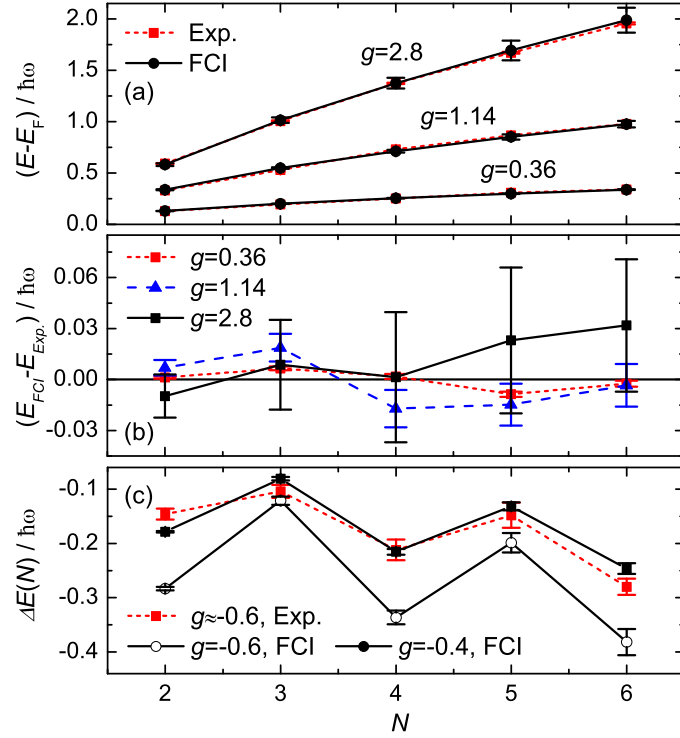 2.0
1.5
1.0
0.5
0.0
(E-E_F) / ħω
Exp.
FCI
(a)
g=2.8
g=1.14
g=0.36
0.06
0.03
0.00
-0.03
(E_FCI-E_Exp.) / ħω
g=0.36
g=1.14
g=2.8
(b)
-0.1
-0.2
-0.3
-0.4
ΔE(N) / ħω
(c)
g≈-0.6, Exp.
g=-0.6, FCI g=-0.4, FCI
2 3 4 5 6
N